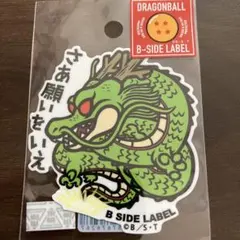 DRAGONBALL
B-SIDE LABEL
さあ願いをいえ
B SIDE LABEL
©B/S・T